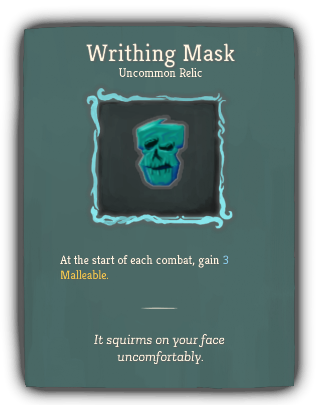 Writhing Mask
Uncommon Relic
At the start of each combat, gain 3
Malleable.
It squirms on your face
uncomfortably.